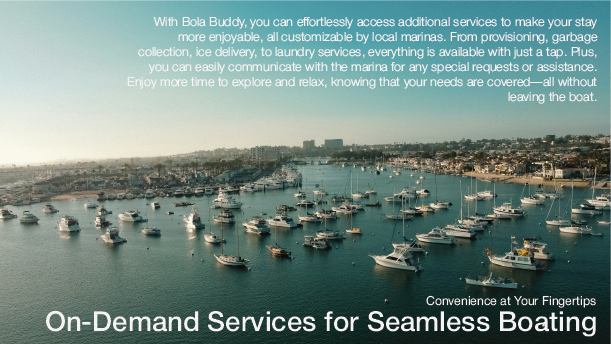 With Bola Buddy, you can effortlessly access additional services to make your stay
more enjoyable, all customizable by local marinas. From provisioning, garbage
collection, ice delivery, to laundry services, everything is available with just a tap. Plus,
you can easily communicate with the marina for any special requests or assistance.
Enjoy more time to explore and relax, knowing that your needs are covered—all without
leaving the boat.
Convenience at Your Fingertips
On-Demand Services for Seamless Boating